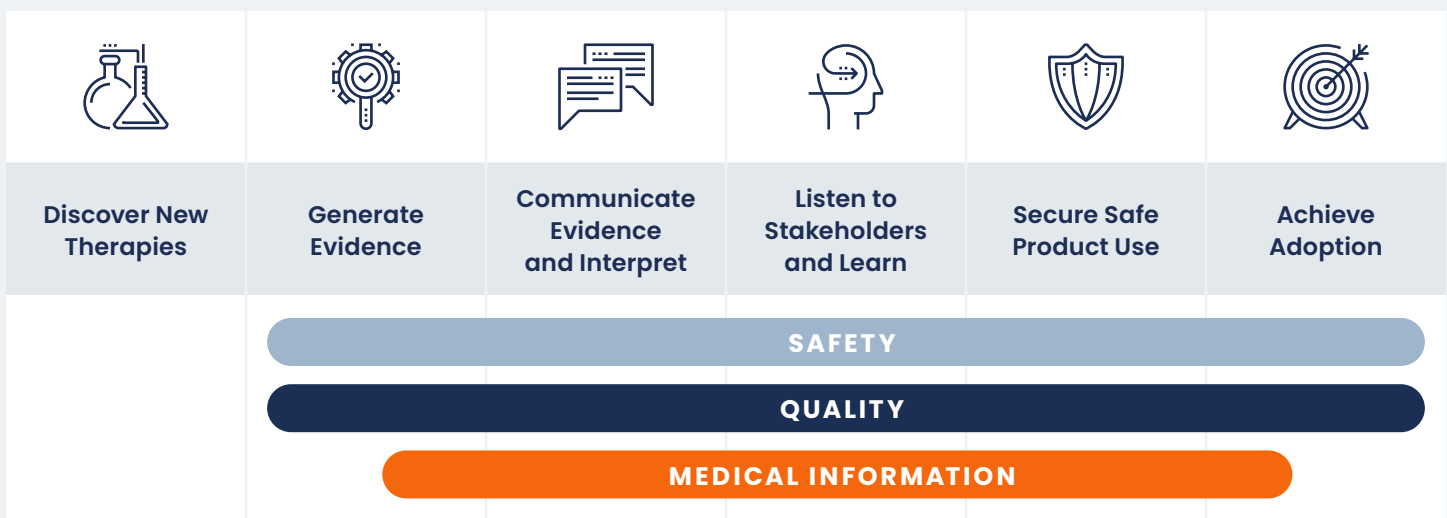 Discover New
Therapies
Generate
Evidence
Communicate
Evidence
and Interpret
Listen to
Stakeholders
and Learn
Secure Safe
Product Use
Achieve
Adoption
SAFETY
QUALITY
MEDICAL INFORMATION